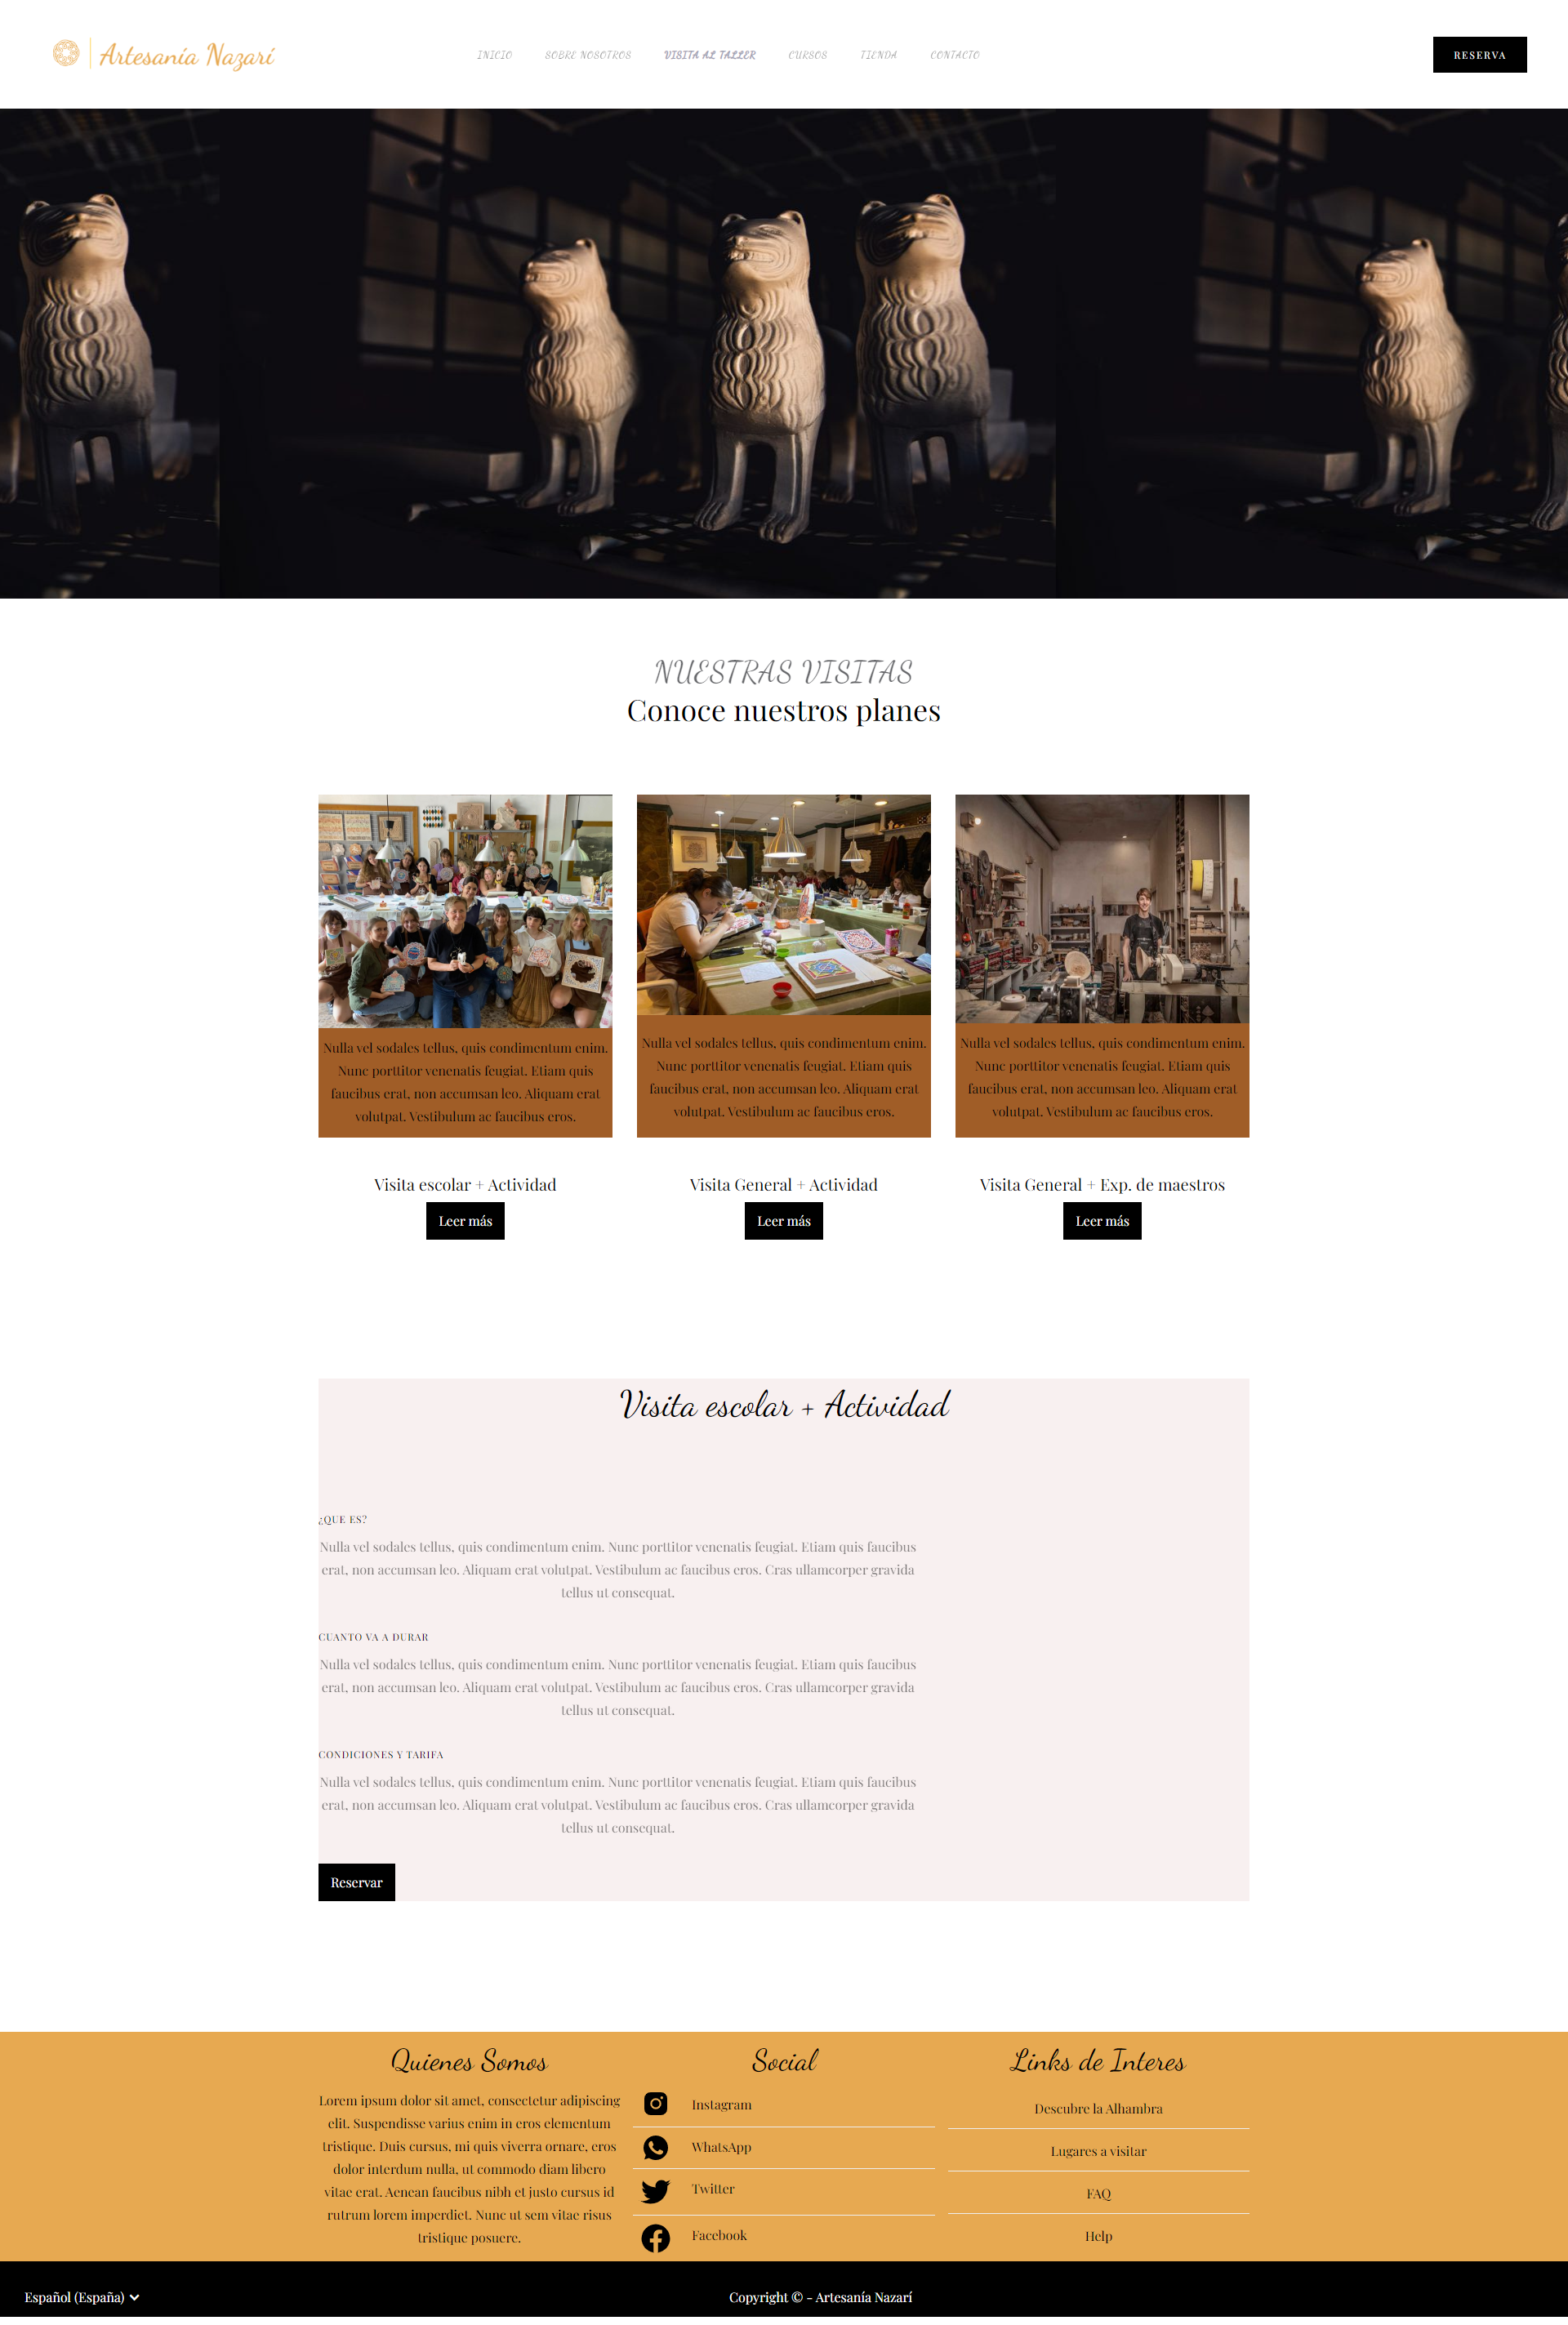 Artesanía Nazarí
INICIO
SOBRE NOSOTROS
VISITA AL TALLER
CURSOS
TIENDA
CONTACTO
RESERVA
NUESTRAS VISITAS
Conoce nuestros planes
Nulla vel sodales tellus, quis condimentum enim.
Nunc porttitor venenatis feugiat. Etiam quis
faucibus erat, non accumsan leo. Aliquam erat
volutpat. Vestibulum ac faucibus eros.
Visita escolar + Actividad
Leer más
Nulla vel sodales tellus, quis condimentum enim.
Nunc porttitor venenatis feugiat. Etiam quis
faucibus erat, non accumsan leo. Aliquam erat
volutpat. Vestibulum ac faucibus eros.
Visita General + Actividad
Leer más
Nulla vel sodales tellus, quis condimentum enim.
Nunc porttitor venenatis feugiat. Etiam quis
faucibus erat, non accumsan leo. Aliquam erat
volutpat. Vestibulum ac faucibus eros.
Visita General + Exp. de maestros
Leer más
Visita escolar + Actividad
¿QUE ES?
Nulla vel sodales tellus, quis condimentum enim. Nunc porttitor venenatis feugiat. Etiam quis faucibus
erat, non accumsan leo. Aliquam erat volutpat. Vestibulum ac faucibus eros. Cras ullamcorper gravida
tellus ut consequat.
CUANTO VA A DURAR
Nulla vel sodales tellus, quis condimentum enim. Nunc porttitor venenatis feugiat. Etiam quis faucibus
erat, non accumsan leo. Aliquam erat volutpat. Vestibulum ac faucibus eros. Cras ullamcorper gravida
tellus ut consequat.
CONDICIONES Y TARIFA
Nulla vel sodales tellus, quis condimentum enim. Nunc porttitor venenatis feugiat. Etiam quis faucibus
erat, non accumsan leo. Aliquam erat volutpat. Vestibulum ac faucibus eros. Cras ullamcorper gravida
tellus ut consequat.
Reservar
Quienes Somos
Lorem ipsum dolor sit amet, consectetur adipiscing
elit. Suspendisse varius enim in eros elementum
tristique. Duis cursus, mi quis viverra ornare, eros
dolor interdum nulla, ut commodo diam libero
vitae erat. Aenean faucibus nibh et justo cursus id
rutrum lorem imperdiet. Nunc ut sem vitae risus
tristique posuere.
Social
Instagram
WhatsApp
Twitter
Facebook
Links de Interes
Descubre la Alhambra
Lugares a visitar
FAQ
Help
Español (España)
Copyright © - Artesanía Nazarí